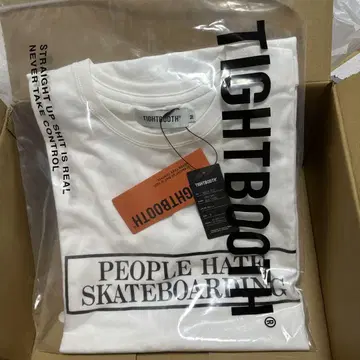 STRAIGHT UP SHIT IS REAL
NEVER TAKE CONTROL
TIGHTBOOTH®
TIGHTBOOTH®
TIGHTBOOTH
TIGHTBOOTH
PEOPLE HATE
SKATEBOARDING